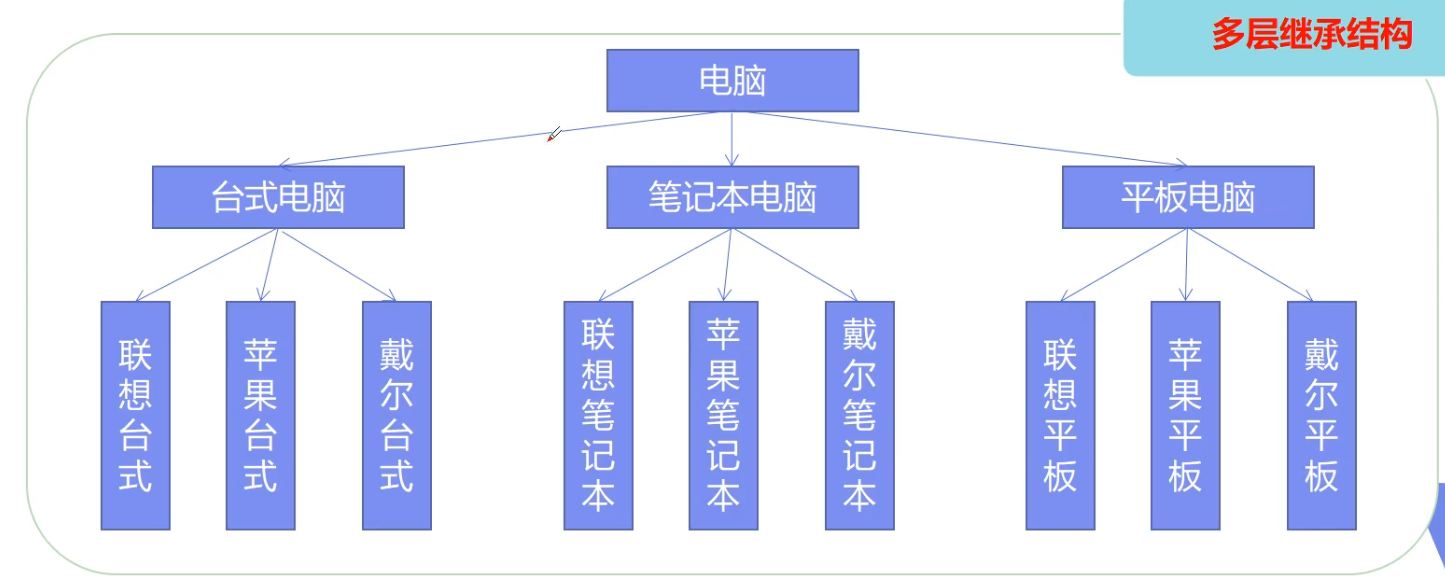 多层继承结构
电脑
台式电脑
笔记本电脑
平板电脑
联想台式
苹果台式
戴尔台式
联想笔记本
苹果笔记本
戴尔笔记本
联想平板
苹果平板
戴尔平板